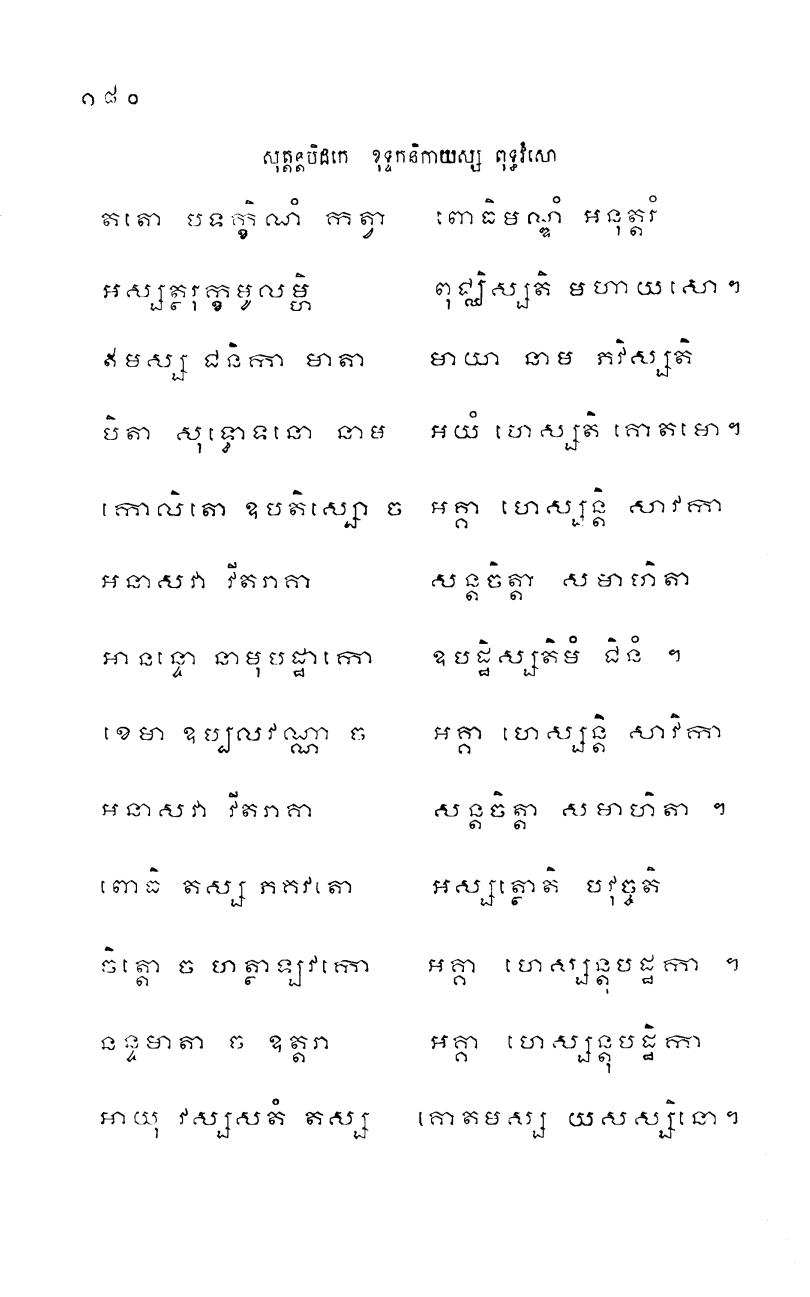 ១៨០
សុត្តន្តបិដកេ ខុទ្ទកនិកាយស្ស ពុទ្ធវំសោ
តតោ បទក្ខិណំ កត្វា ពោធិមណ្ឌំ អនុត្តរំ
អស្សត្ថរុក្ខមូលម្ហិ ពុជ្ឈិស្សតិ មហាយសោ។
ឥមស្ស ជនិកា មាតា មាយា នាម ភវិស្សតិ
បិតា សុទ្ធោទនោ នាម អយំ ហេស្សតិ គោតមោ។
កោលិតោ ឧបតិស្សោ ច អគ្គា ហេស្សន្តិ សាវកា
អនាសវា វីតរាគា សន្តចិត្តា សមាហិតា
អានន្ទោ នាមុបដ្ឋាកោ ឧបដ្ឋិស្សតិមំ ជិនំ ។
ខេមា ឧប្បលវណ្ណា ច អគ្គា ហេស្សន្តិ សាវិកា
អនាសវា វីតរាគា សន្តចិត្តា សមាហិតា ។
ពោធិ តស្ស ភគវតោ អស្សត្ថោតិ បវុច្ចតិ
ចិត្តោ ច ហត្ថាឡវកោ អគ្គា ហេស្សន្តុបដ្ឋកា ។
នន្ទមាតា ច ឧត្តរា អគ្គា ហេស្សន្តុបដ្ឋិកា
អាយុ វស្សសតំ តស្ស គោតមស្ស យសស្សិនោ។